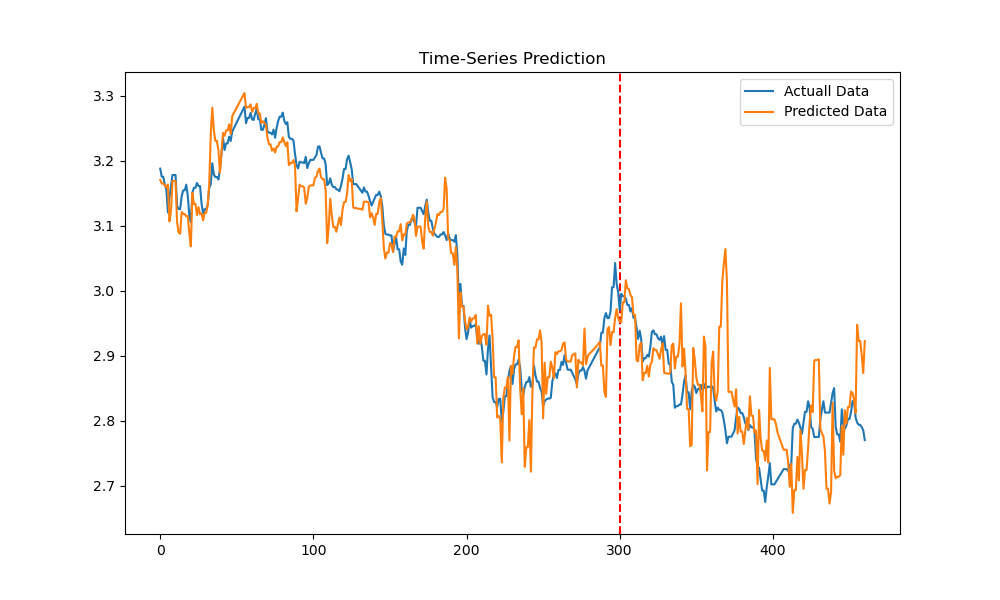 Time-Series Prediction
Actuall Data
Predicted Data
3.3
3.2
3.1
3.0
2.9
2.8
2.7
0 100 200 300 400